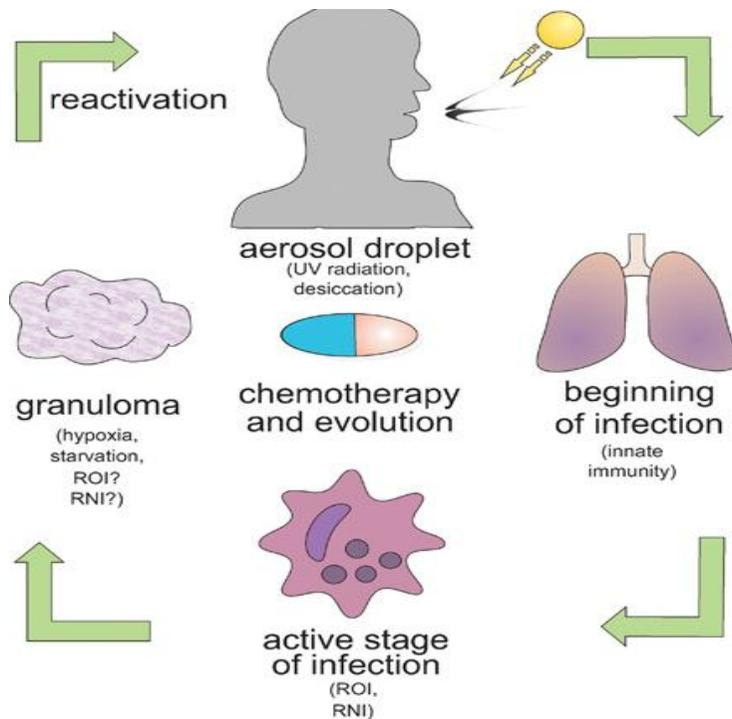 reactivation
aerosol droplet
(UV radiation,
desiccation)
granuloma
(hypoxia,
starvation,
ROI?
RNI?)
chemotherapy
and evolution
beginning
of infection
(innate
immunity)
active stage
of infection
(ROI,
RNI)